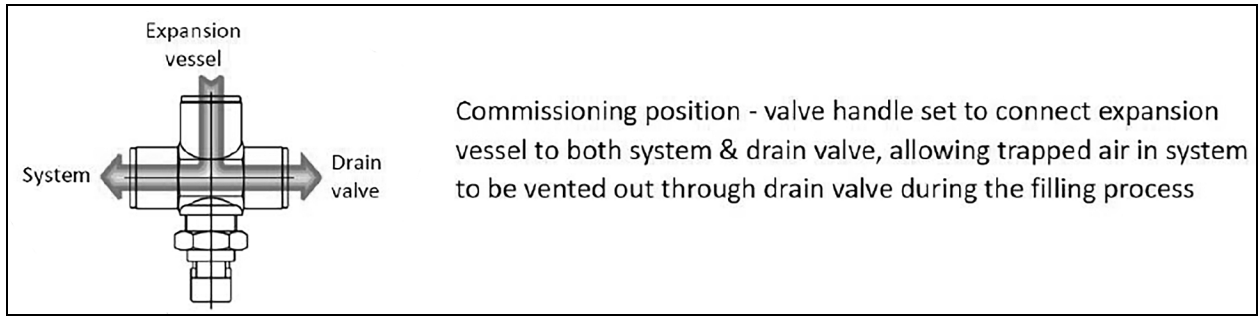 Expansion
vessel
System
Drain
valve
Commissioning position - valve handle set to connect expansion
vessel to both system & drain valve, allowing trapped air in system
to be vented out through drain valve during the filling process